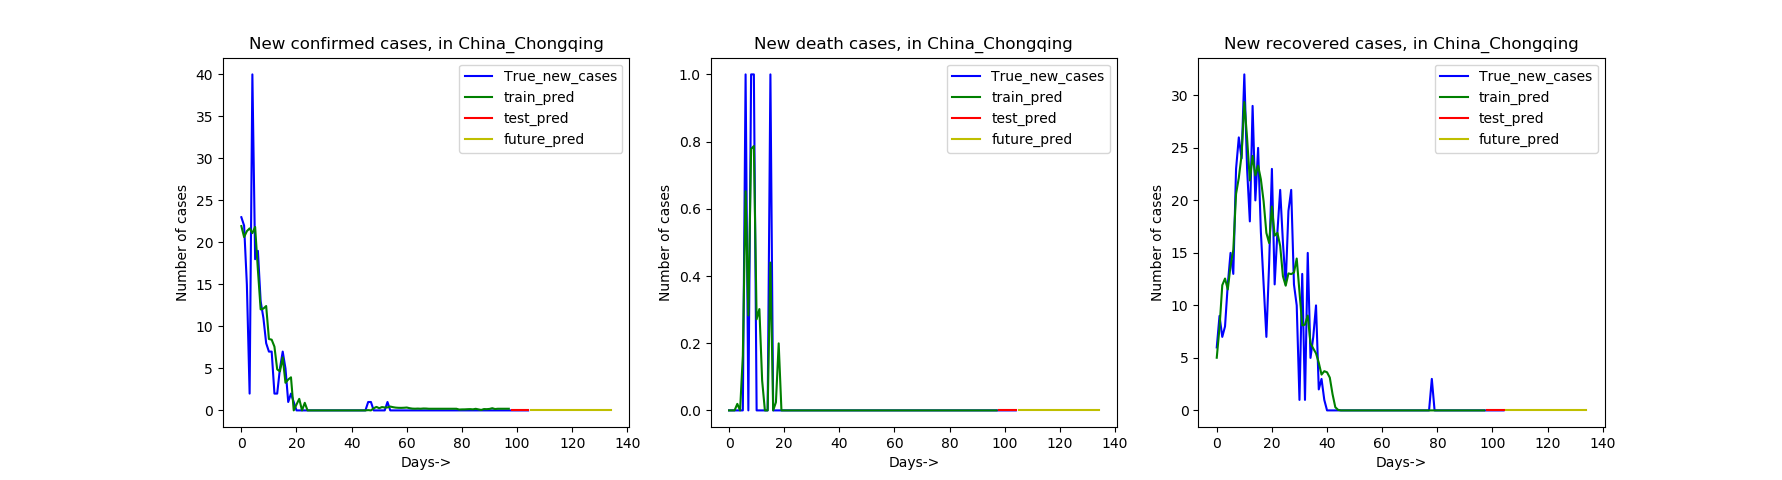 New confirmed cases, in China_Chongqing
True_new_cases
train_pred
test_pred
future_pred
Number of cases
40
35
30
25
20
15
10
5
0
0 20 40 60 80 100 120 140
Days->
New death cases, in China_Chongqing
True_new_cases
train_pred
test_pred
future_pred
Number of cases
1.0
0.8
0.6
0.4
0.2
0.0
0 20 40 60 80 100 120 140
Days->
New recovered cases, in China_Chongqing
True_new_cases
train_pred
test_pred
future_pred
Number of cases
30
25
20
15
10
5
0
0 20 40 60 80 100 120 140
Days->